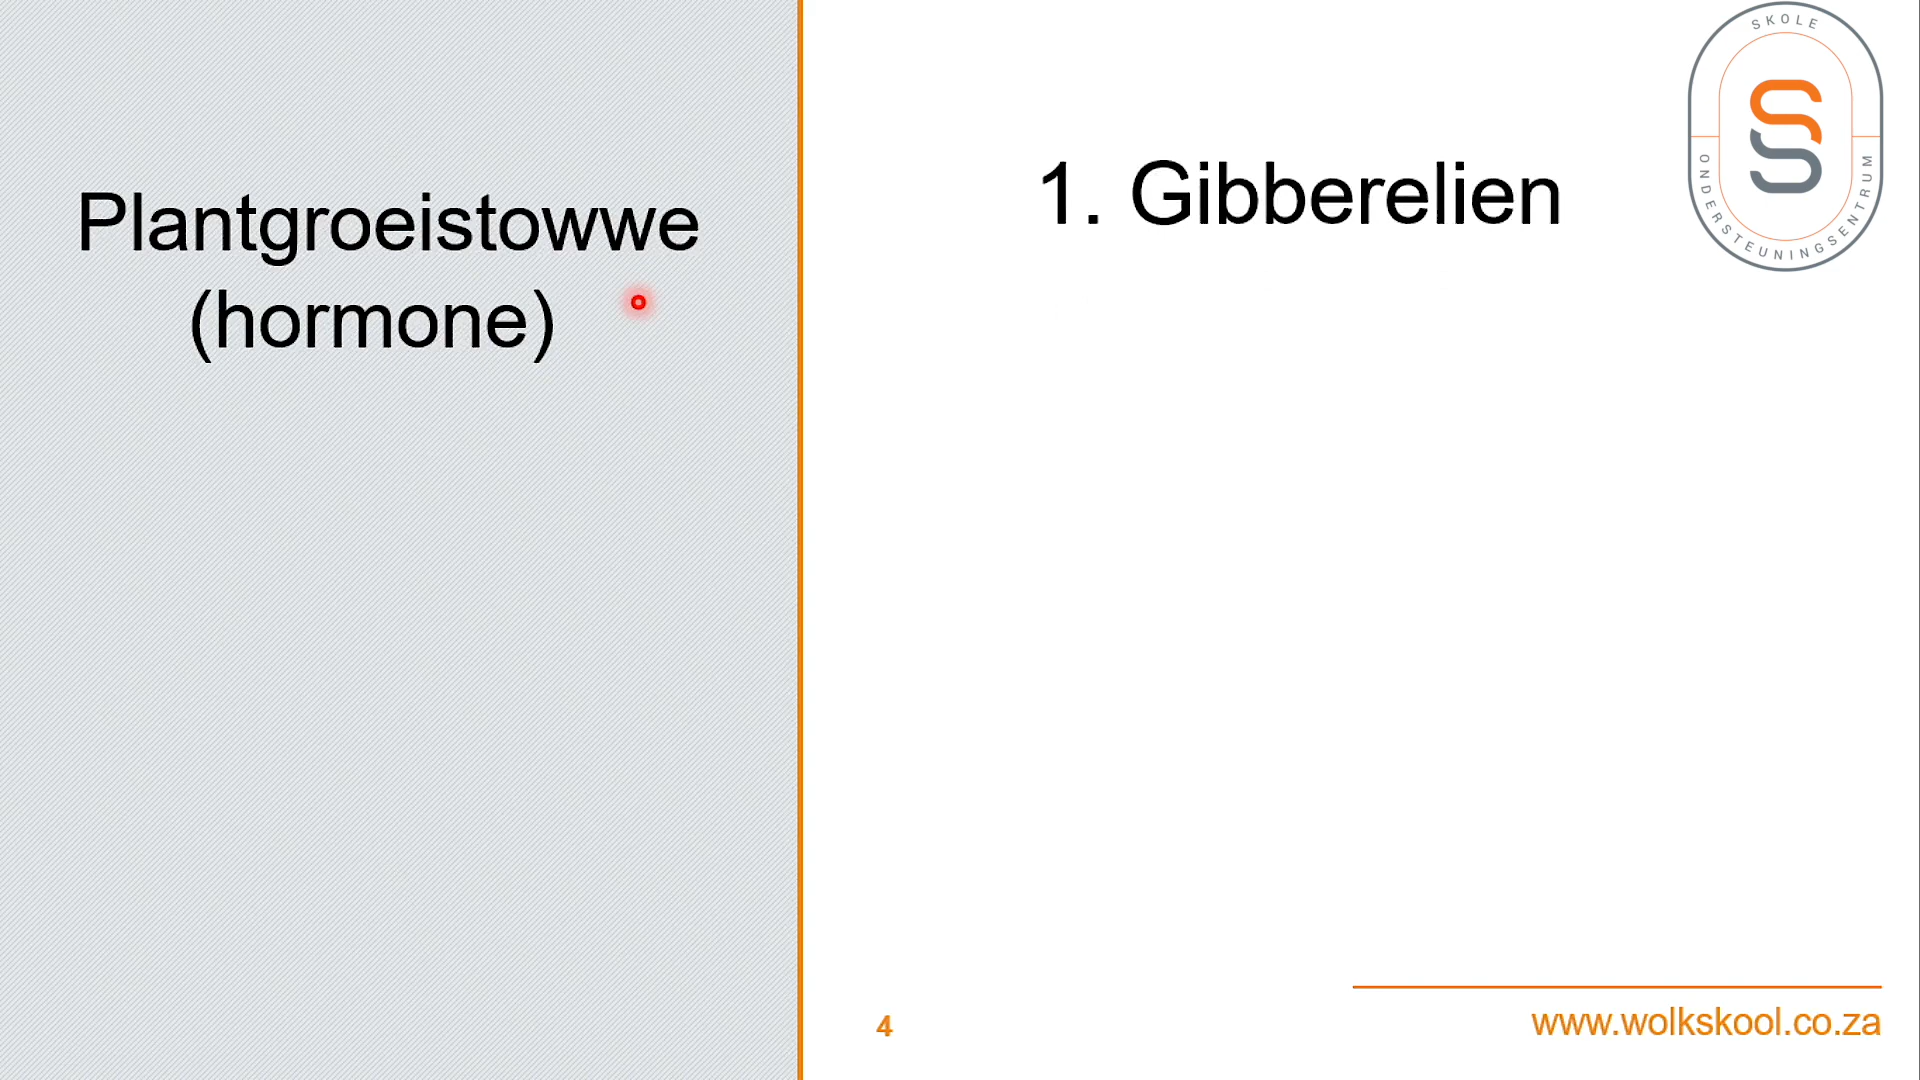 Plantgroeistowwe
(hormone)
1. Gibberelien
SKOLE
ONDERSTEUNINGSENTRUM
4
www.wolkskool.co.za